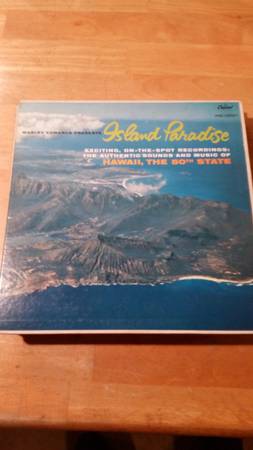 Capitol
WEBLEY EDWARDS PRESENTS Island Paradise
EXCITING, ON-THE-SPOT RECORDINGS:
THE AUTHENTIC SOUNDS AND MUSIC OF
HAWAII, THE 50TH STATE